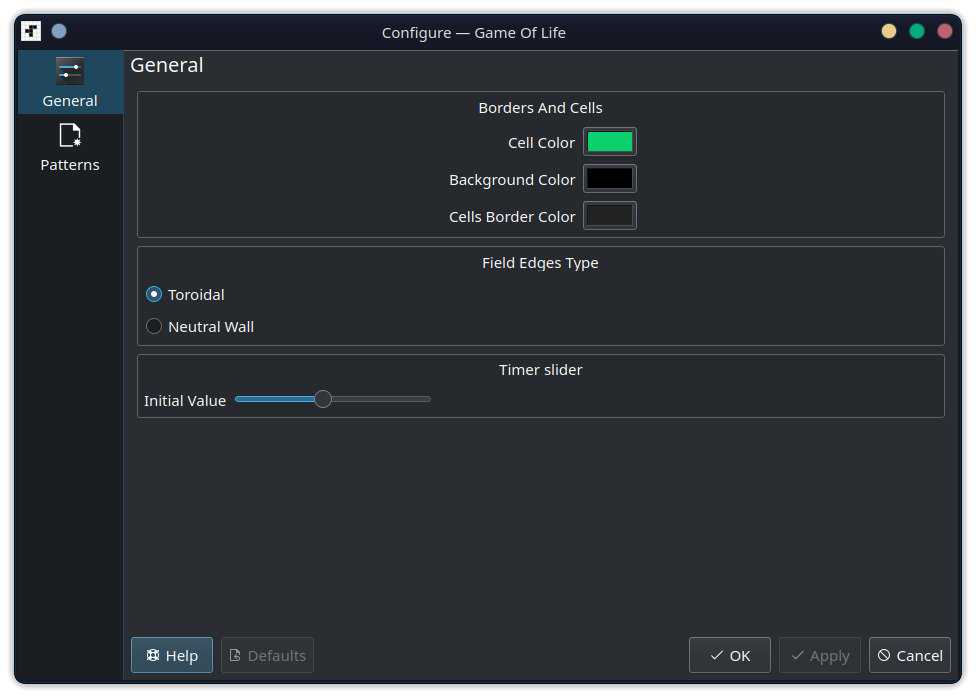 Configure — Game Of Life
General
Patterns
General
Borders And Cells
Cell Color
Background Color
Cells Border Color
Field Edges Type
Toroidal
Neutral Wall
Timer slider
Initial Value
Help Defaults OK Apply Cancel